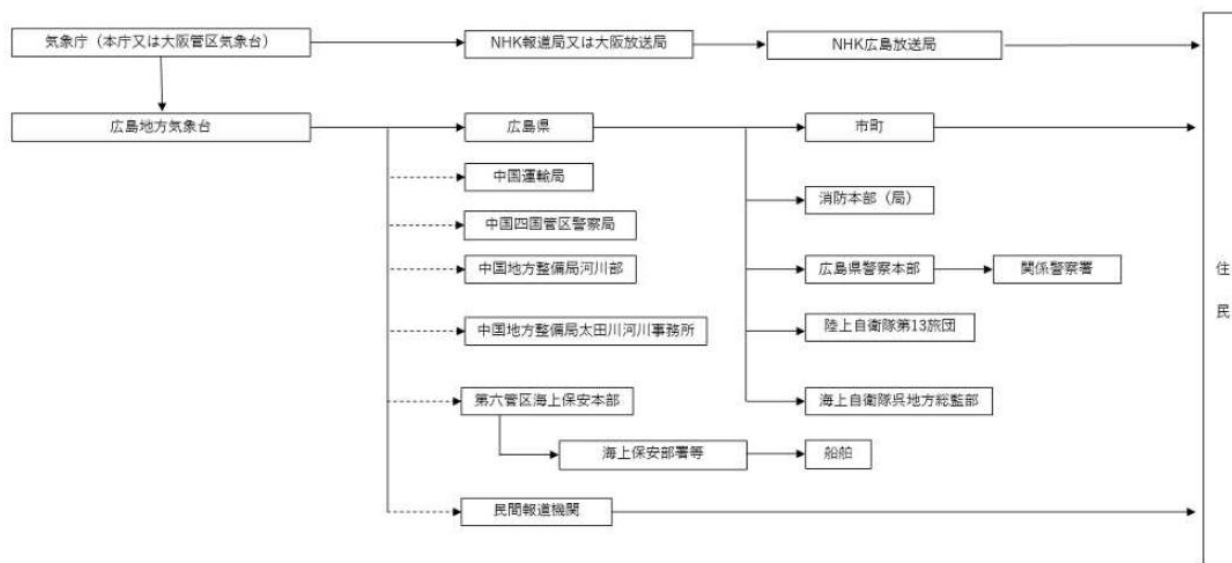 気象庁（本庁又は大阪管区気象台）
NHK報道局又は大阪放送局
NHK広島放送局
広島地方気象台
広島県
市町
中国運輸局
消防本部（局）
中国四国管区警察局
中国地方整備局河川部
広島県警察本部
関係警察署
住民
中国地方整備局太田川河川事務所
陸上自衛隊第13旅団
第六管区海上保安本部
海上自衛隊呉地方総監部
海上保安部署等
船舶
民間報道機関